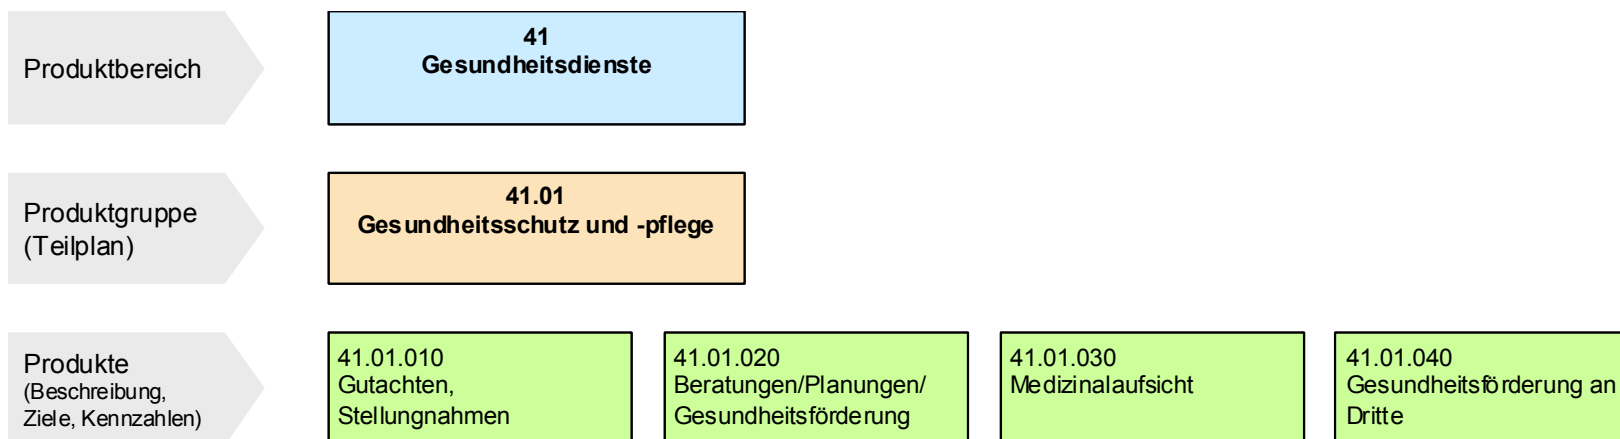 Produktbereich
41
Gesundheitsdienste
Produktgruppe
(Teilplan)
41.01
Gesundheitsschutz und -pflege
Produkte
(Beschreibung,
Ziele, Kennzahlen)
41.01.010
Gutachten,
Stellungnahmen
41.01.020
Beratungen/Planungen/
Gesundheitsförderung
41.01.030
Medizinalaufsicht
41.01.040
Gesundheitsförderung an
Dritte